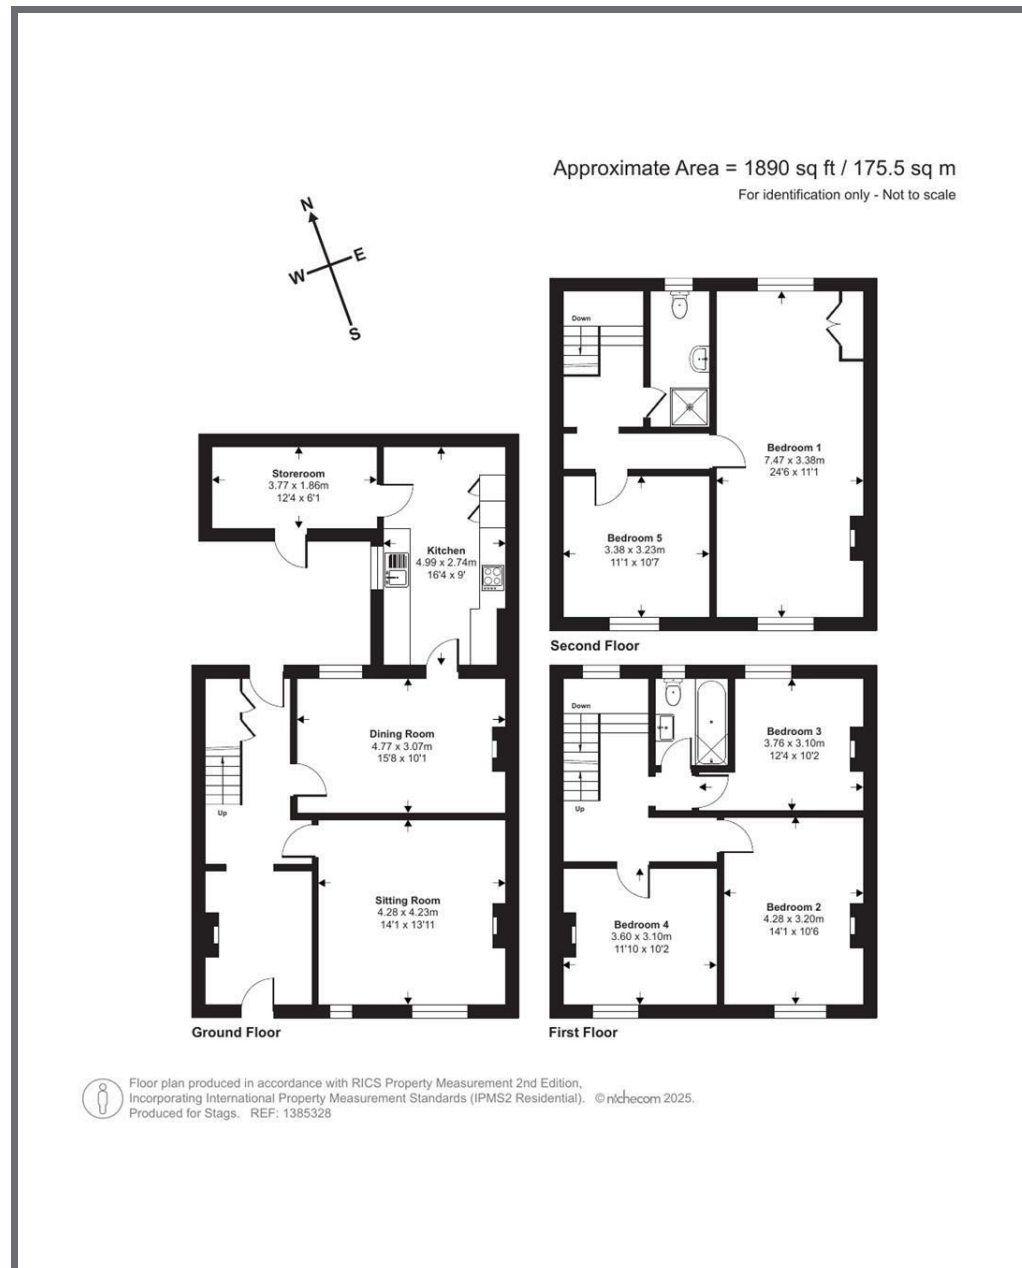 Approximate Area = 1890 sq ft / 175.5 sq m
For identification only - Not to scale
N
W
E
S
Down
Bedroom 1
7.47 x 3.38m
24'6 x 11'1
Bedroom 5
3.38 x 3.23m
11'1 x 10'7
Second Floor
Storeroom
3.77 x 1.86m
12'4 x 6'1
Kitchen
4.99 x 2.74m
16'4 x 9'
Dining Room
4.77 x 3.07m
15'8 x 10'1
Up
Sitting Room
4.28 x 4.23m
14'1 x 13'11
Ground Floor
Down
Bedroom 3
3.76 x 3.10m
12'4 x 10'2
Up
Bedroom 2
4.28 x 3.20m
14'1 x 10'6
Bedroom 4
3.60 x 3.10m
11'10 x 10'2
First Floor
Floor plan produced in accordance with RICS Property Measurement 2nd Edition,
Incorporating International Property Measurement Standards (IPMS2 Residential). © nichecom 2025.
Produced for Stags. REF: 1385328